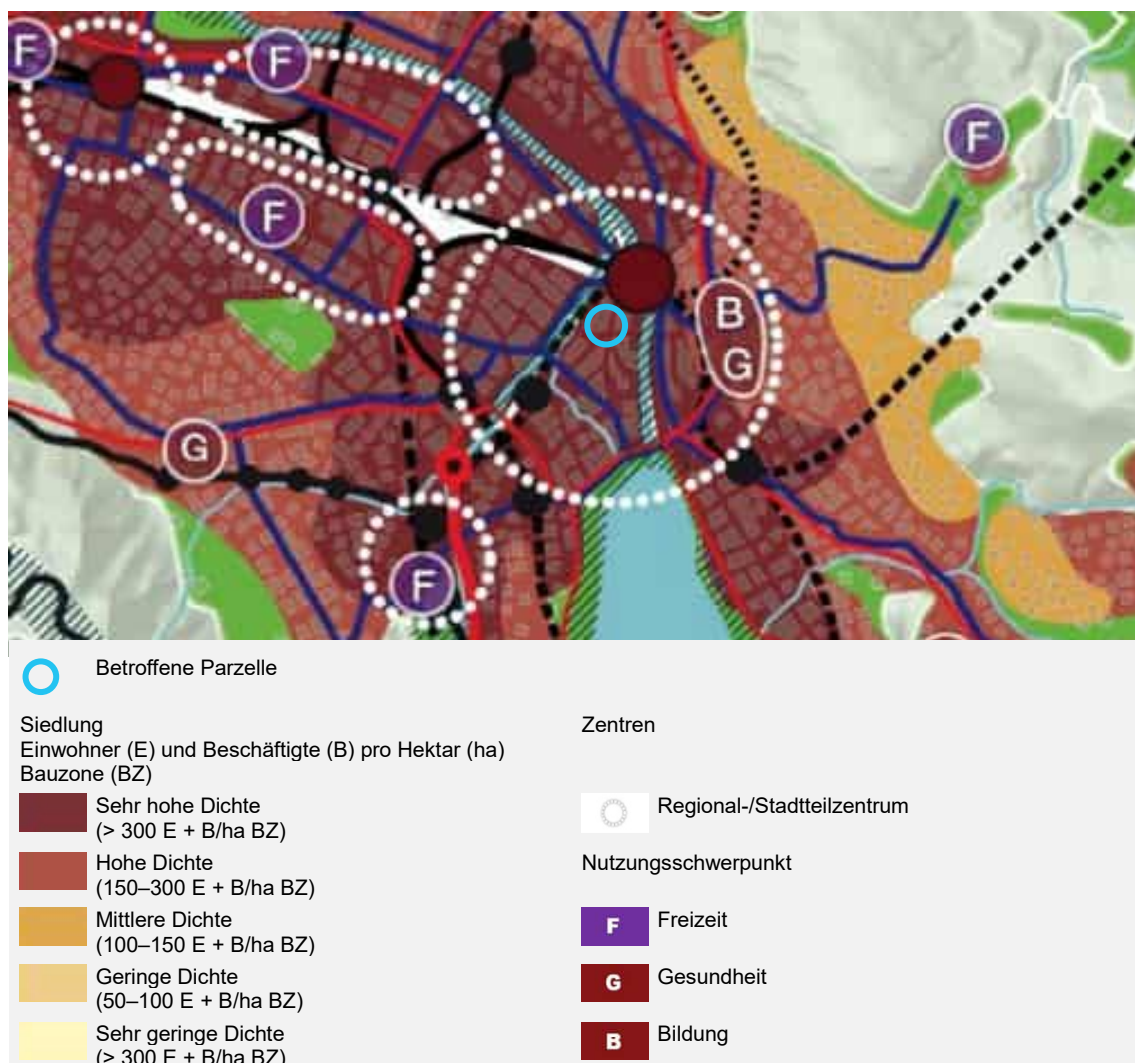 F
F
F
F
B
G
G
F
Betroffene Parzelle
Siedlung
Einwohner (E) und Beschäftigte (B) pro Hektar (ha)
Bauzone (BZ)
Sehr hohe Dichte
(> 300 E + B/ha BZ)
Hohe Dichte
(150–300 E + B/ha BZ)
Mittlere Dichte
(100–150 E + B/ha BZ)
Geringe Dichte
(50–100 E + B/ha BZ)
Sehr geringe Dichte
(> 300 E + B/ha BZ)
Zentren
Regional-/Stadtteilzentrum
Nutzungsschwerpunkt
F Freizeit
G Gesundheit
B Bildung